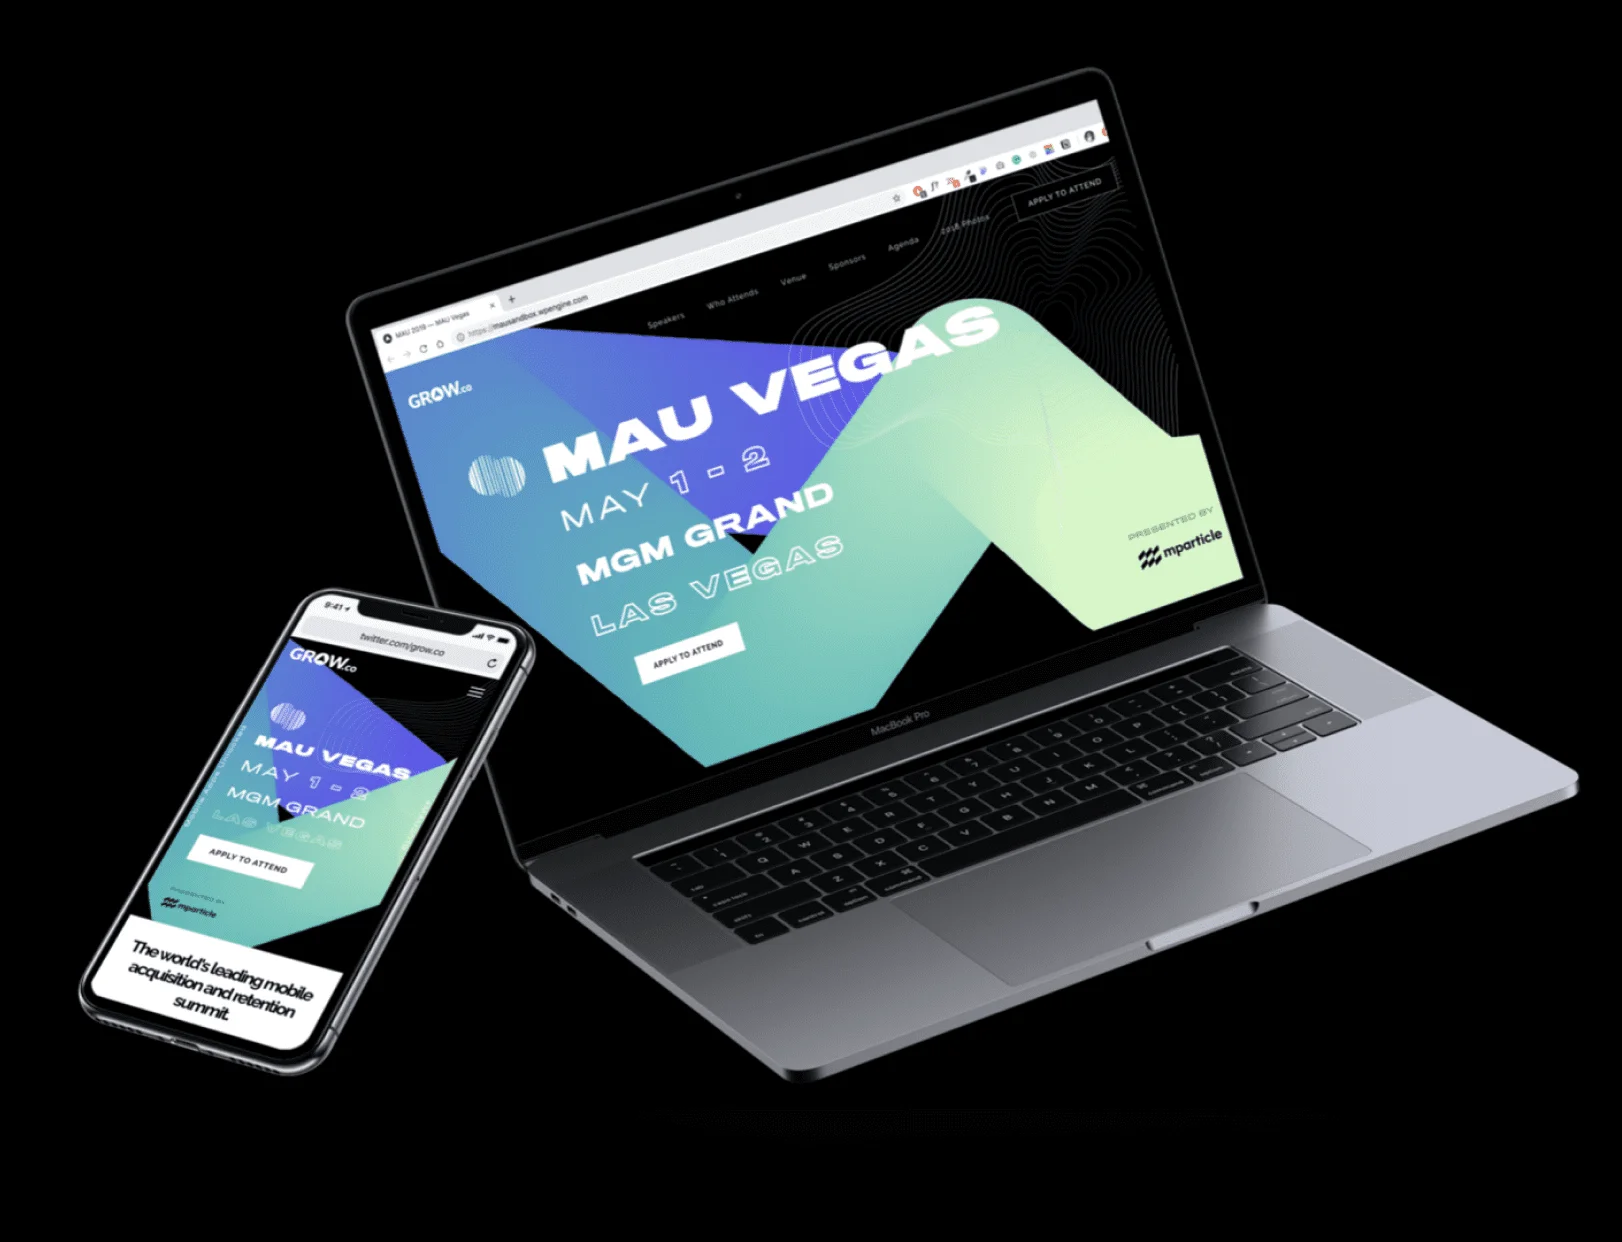 MAU 2019 — MAU Vegas
https://mausandbox.wpengine.com
GROW.co
Speakers
Who Attends
Venue
Sponsors
Agenda
2018 Photos
APPLY TO ATTEND
MAU VEGAS
MAY 1 - 2
MGM GRAND
LAS VEGAS
APPLY TO ATTEND
PRESENTED BY
mparticle
MacBook Pro
9:41
twitter.com/grow.co
GROW.co
MAU VEGAS
MAY 1 - 2
MGM GRAND
LAS VEGAS
APPLY TO ATTEND
PRESENTED BY
mparticle
The world's leading mobile
acquisition and retention
summit.